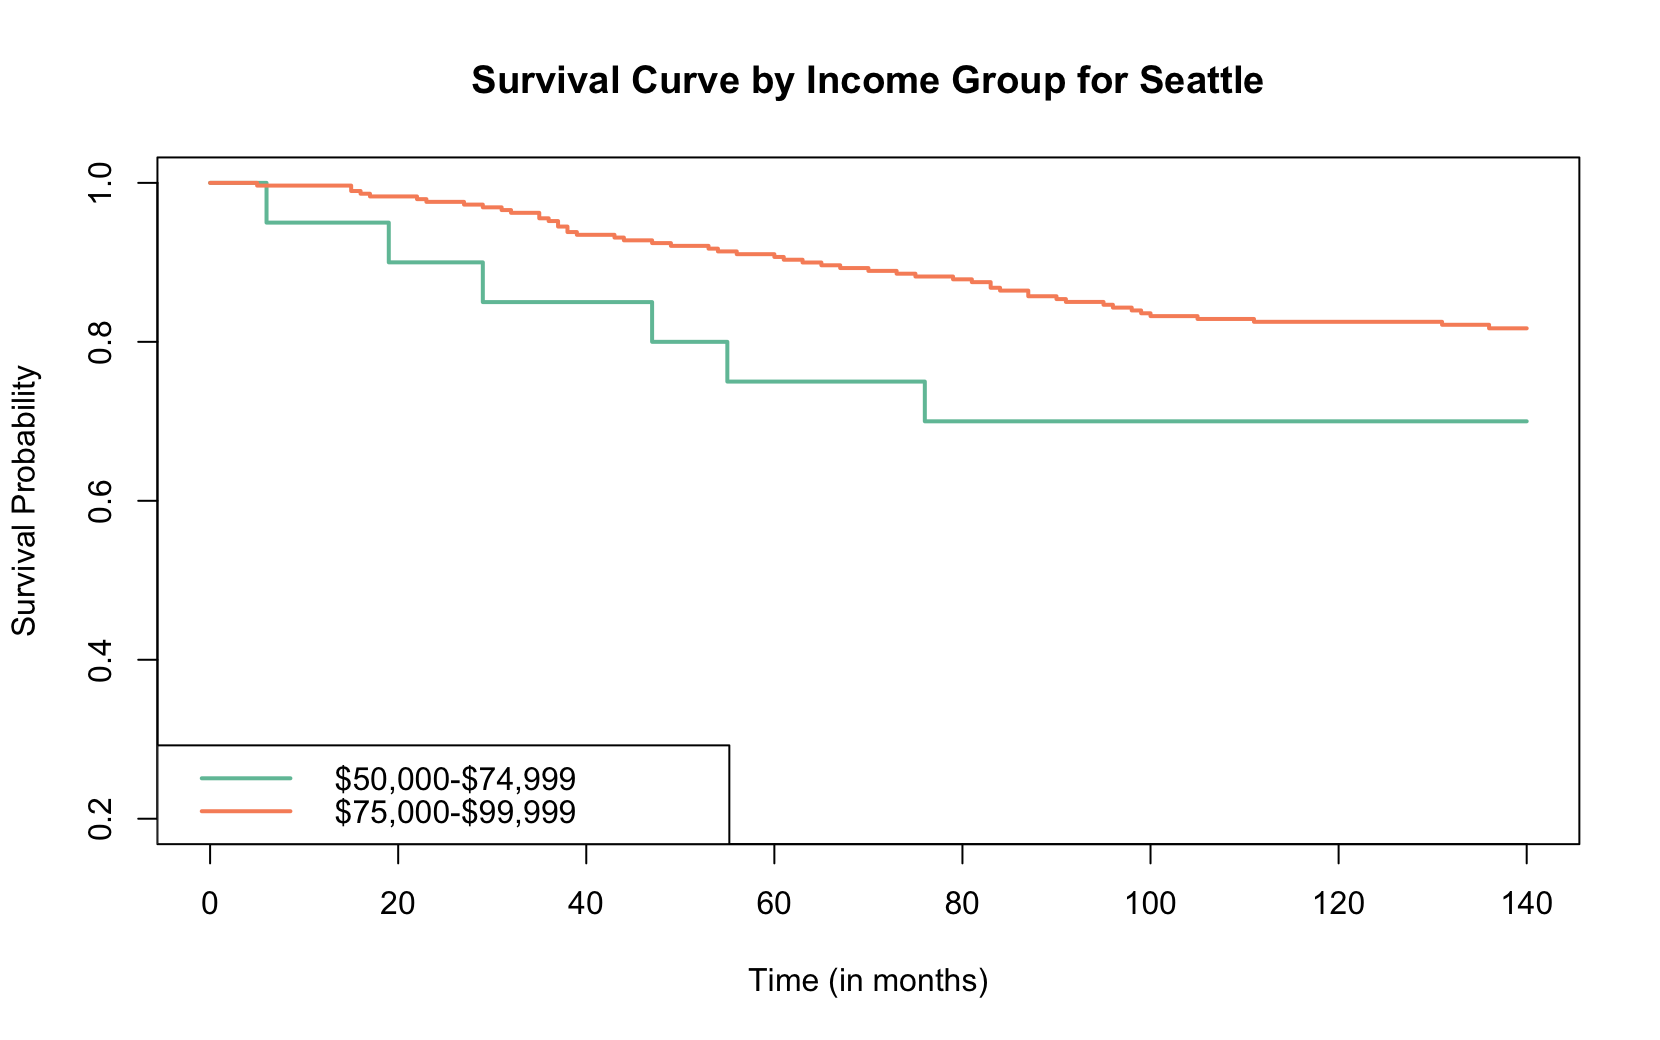 Survival Curve by Income Group for Seattle
Survival Probability
1.0
0.8
0.6
0.4
0.2
$50,000-$74,999
$75,000-$99,999
0 20 40 60 80 100 120 140
Time (in months)